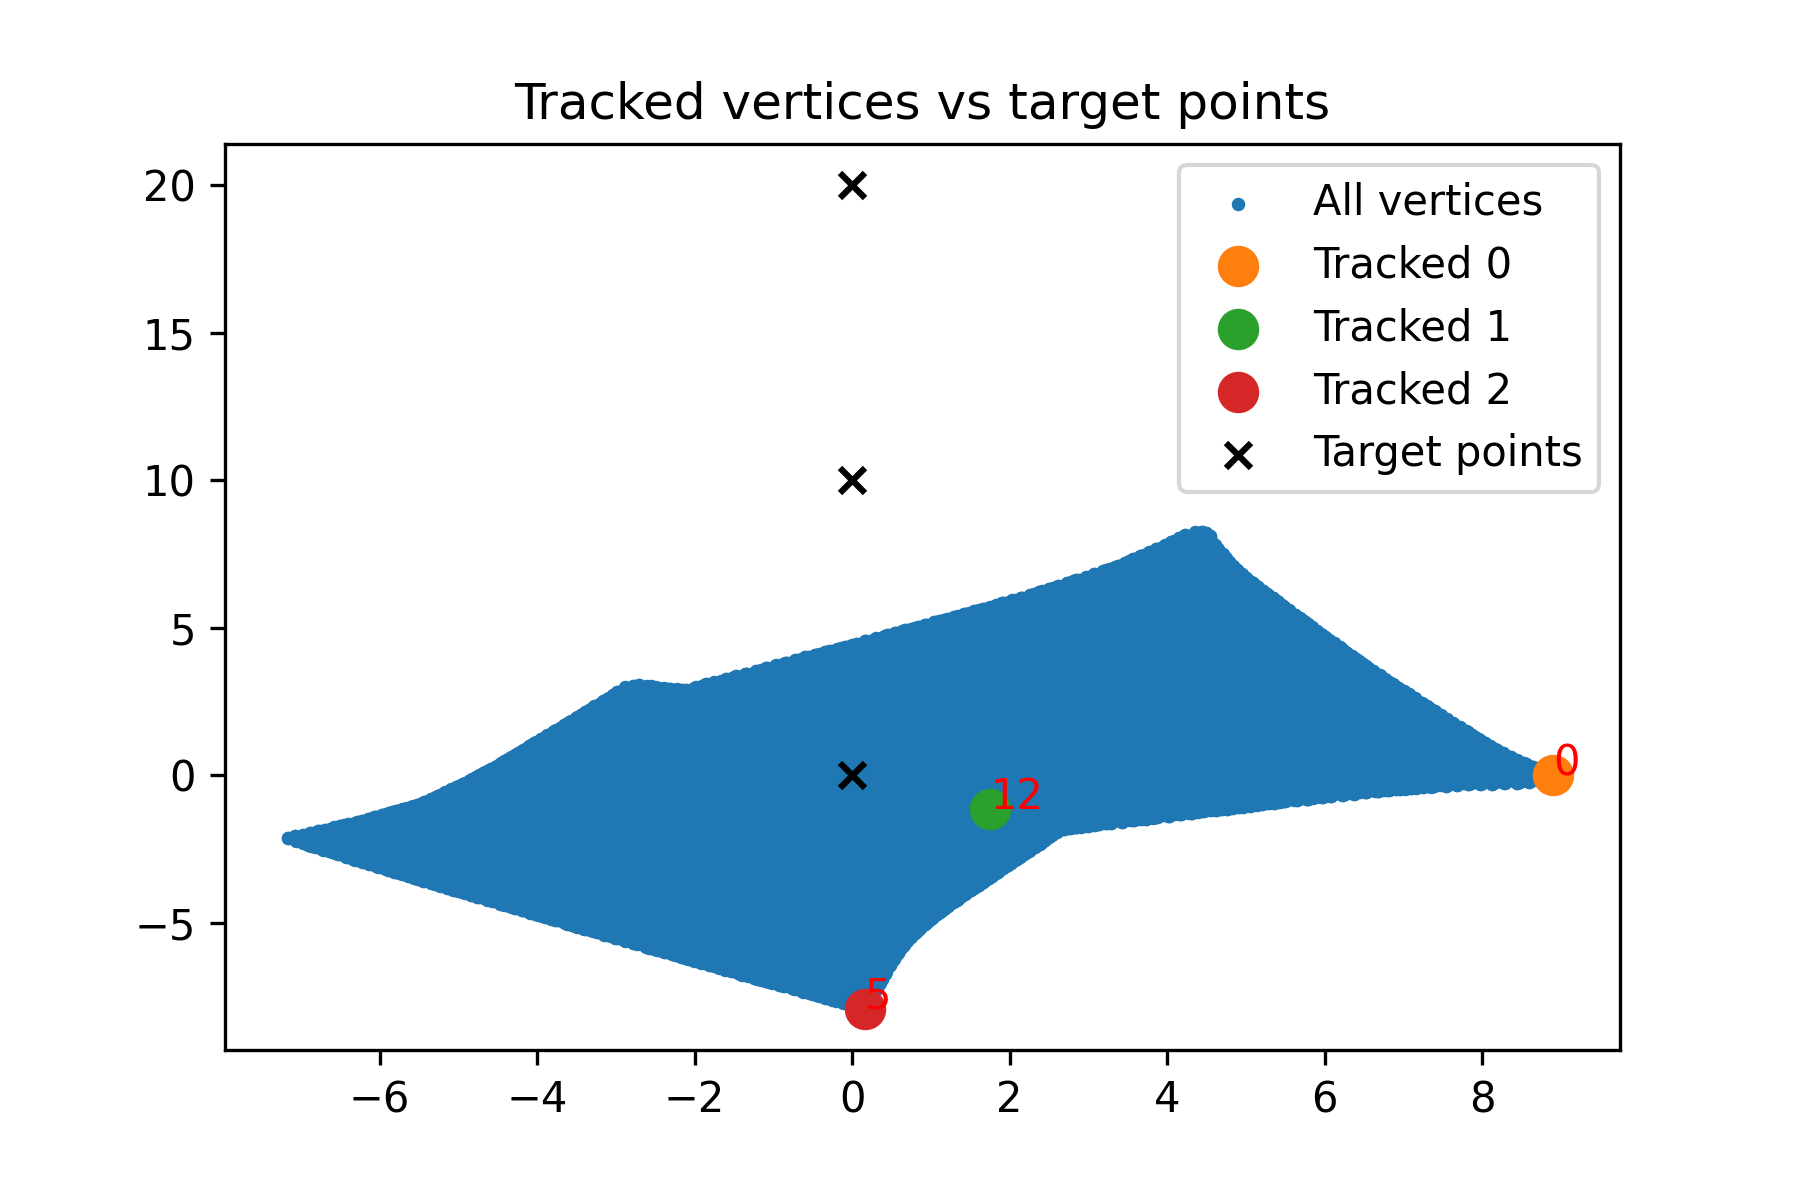 Tracked vertices vs target points
20
15
10
5
0
−5
−6
−4
−2
0
2
4
6
8
All vertices
Tracked 0
Tracked 1
Tracked 2
Target points
0
12
5